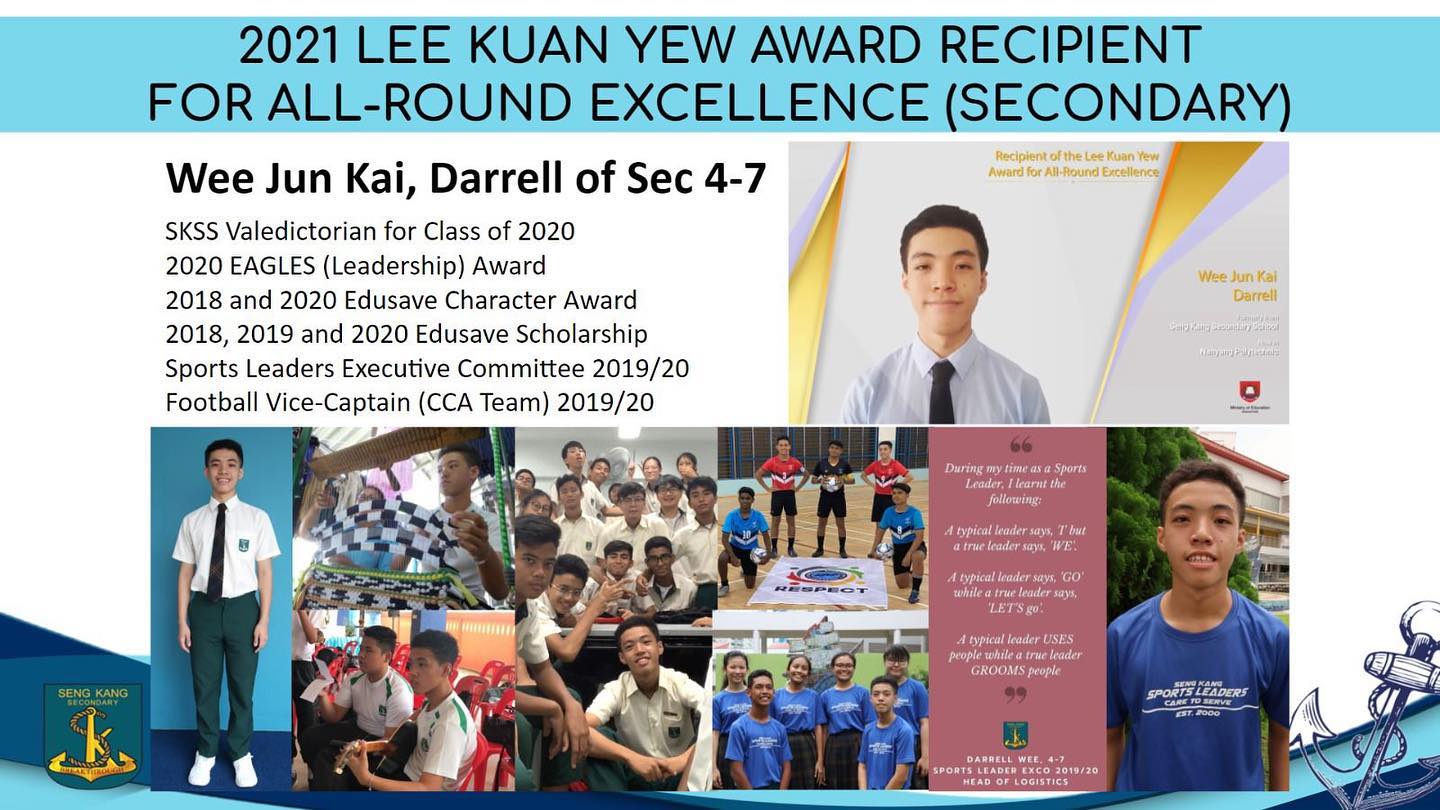 2021 LEE KUAN YEW AWARD RECIPIENT
FOR ALL-ROUND EXCELLENCE (SECONDARY)
Wee Jun Kai, Darrell of Sec 4-7
SKSS Valedictorian for Class of 2020
2020 EAGLES (Leadership) Award
2018 and 2020 Edusave Character Award
2018, 2019 and 2020 Edusave Scholarship
Sports Leaders Executive Committee 2019/20
Football Vice-Captain (CCA Team) 2019/20
Recipient of the Lee Kuan Yew
Award for All-Round Excellence
Wee Jun Kai
Darrell
Formerly from
Seng Kang Secondary School
Nanyang Polytechnic
Ministry of Education
10
9
RESPECT
“
During my time as a Sports
Leader, I learnt the
following:
A typical leader says, 'I' but
a true leader says, 'WE'.
A typical leader says, 'GO'
while a true leader says,
'LET'S go'.
A typical leader USES
people while a true leader
GROOMS people
”
DARRELL WEE, 4-7
SPORTS LEADER EXCO 2019/20
HEAD OF LOGISTICS
SENG KANG
SPORTS LEADERS
CARE TO SERVE
EST. 2000
SENG KANG
SECONDARY
BREAKTHROUGH